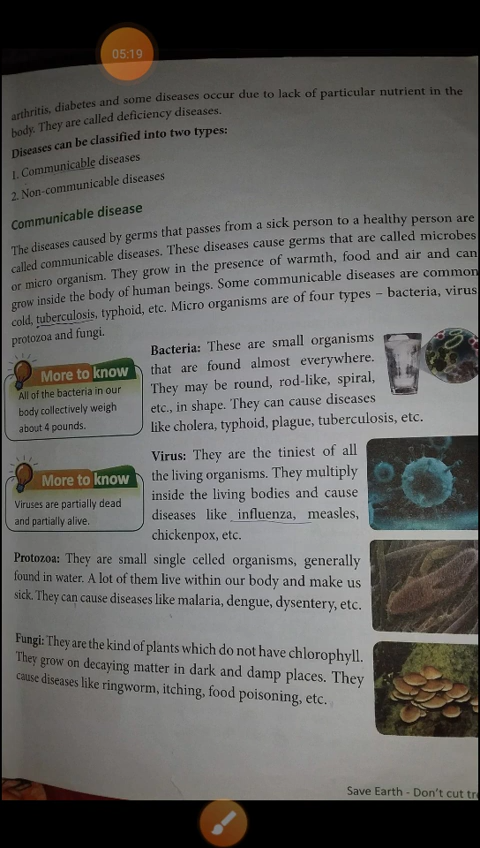 05:19
arthritis, diabetes and some diseases occur due to lack of particular nutrient in the
body. They are called deficiency diseases.
Diseases can be classified into two types:
1. Communicable diseases
2. Non-communicable diseases
Communicable disease
The diseases caused by germs that passes from a sick person to a healthy person are
called communicable diseases. These diseases cause germs that are called microbes
or micro organism. They grow in the presence of warmth, food and air and can
grow inside the body of human beings. Some communicable diseases are common
cold, tuberculosis, typhoid, etc. Micro organisms are of four types – bacteria, virus
protozoa and fungi.
Bacteria: These are small organisms
that are found almost everywhere.
They may be round, rod-like, spiral,
etc., in shape. They can cause diseases
like cholera, typhoid, plague, tuberculosis, etc.
More to know
All of the bacteria in our
body collectively weigh
about 4 pounds.
Virus: They are the tiniest of all
the living organisms. They multiply
inside the living bodies and cause
diseases like influenza, measles,
chickenpox, etc.
More to know
Viruses are partially dead
and partially alive.
Protozoa: They are small single celled organisms, generally
found in water. A lot of them live within our body and make us
sick. They can cause diseases like malaria, dengue, dysentery, etc.
Fungi: They are the kind of plants which do not have chlorophyll.
They grow on decaying matter in dark and damp places. They
cause diseases like ringworm, itching, food poisoning, etc.
Save Earth - Don't cut